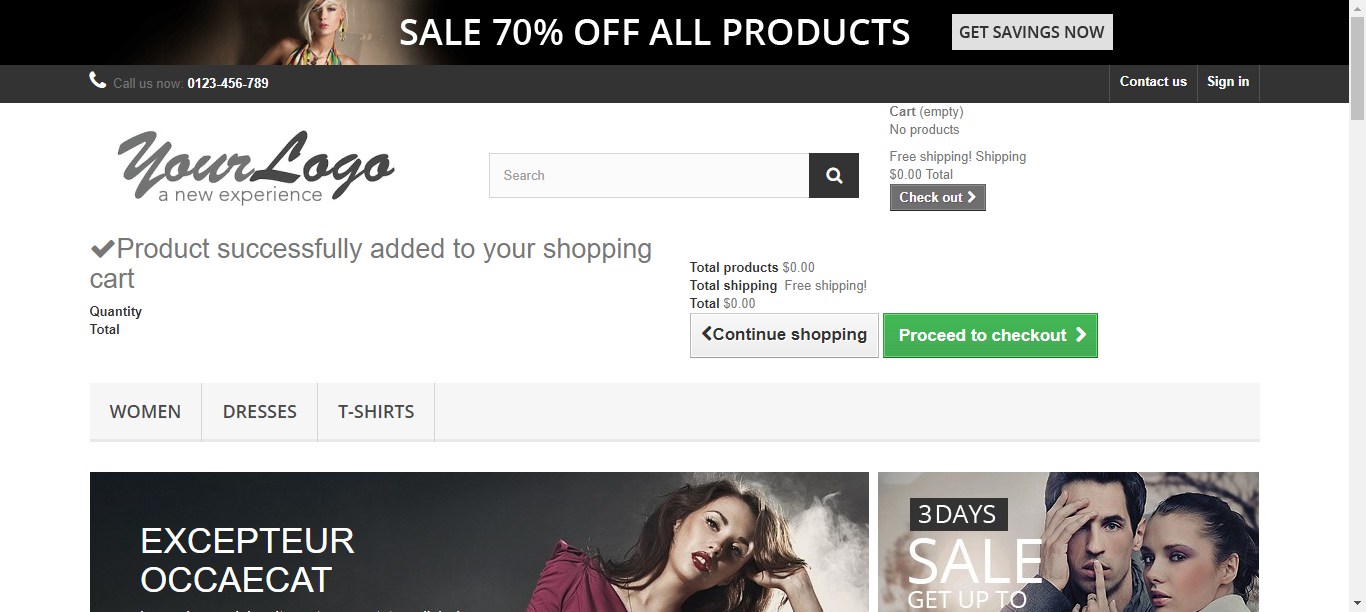 SALE 70% OFF ALL PRODUCTS GET SAVINGS NOW
Call us now: 0123-456-789
Contact us
Sign in
YourLogo
a new experience
Search
Cart (empty)
No products
Free shipping! Shipping
$0.00 Total
Check out
Product successfully added to your shopping
cart
Quantity
Total
Total products $0.00
Total shipping Free shipping!
Total $0.00
Continue shopping
Proceed to checkout
WOMEN
DRESSES
T-SHIRTS
EXCEPTEUR
OCCAECAT
3 DAYS
SALE
GET UP TO